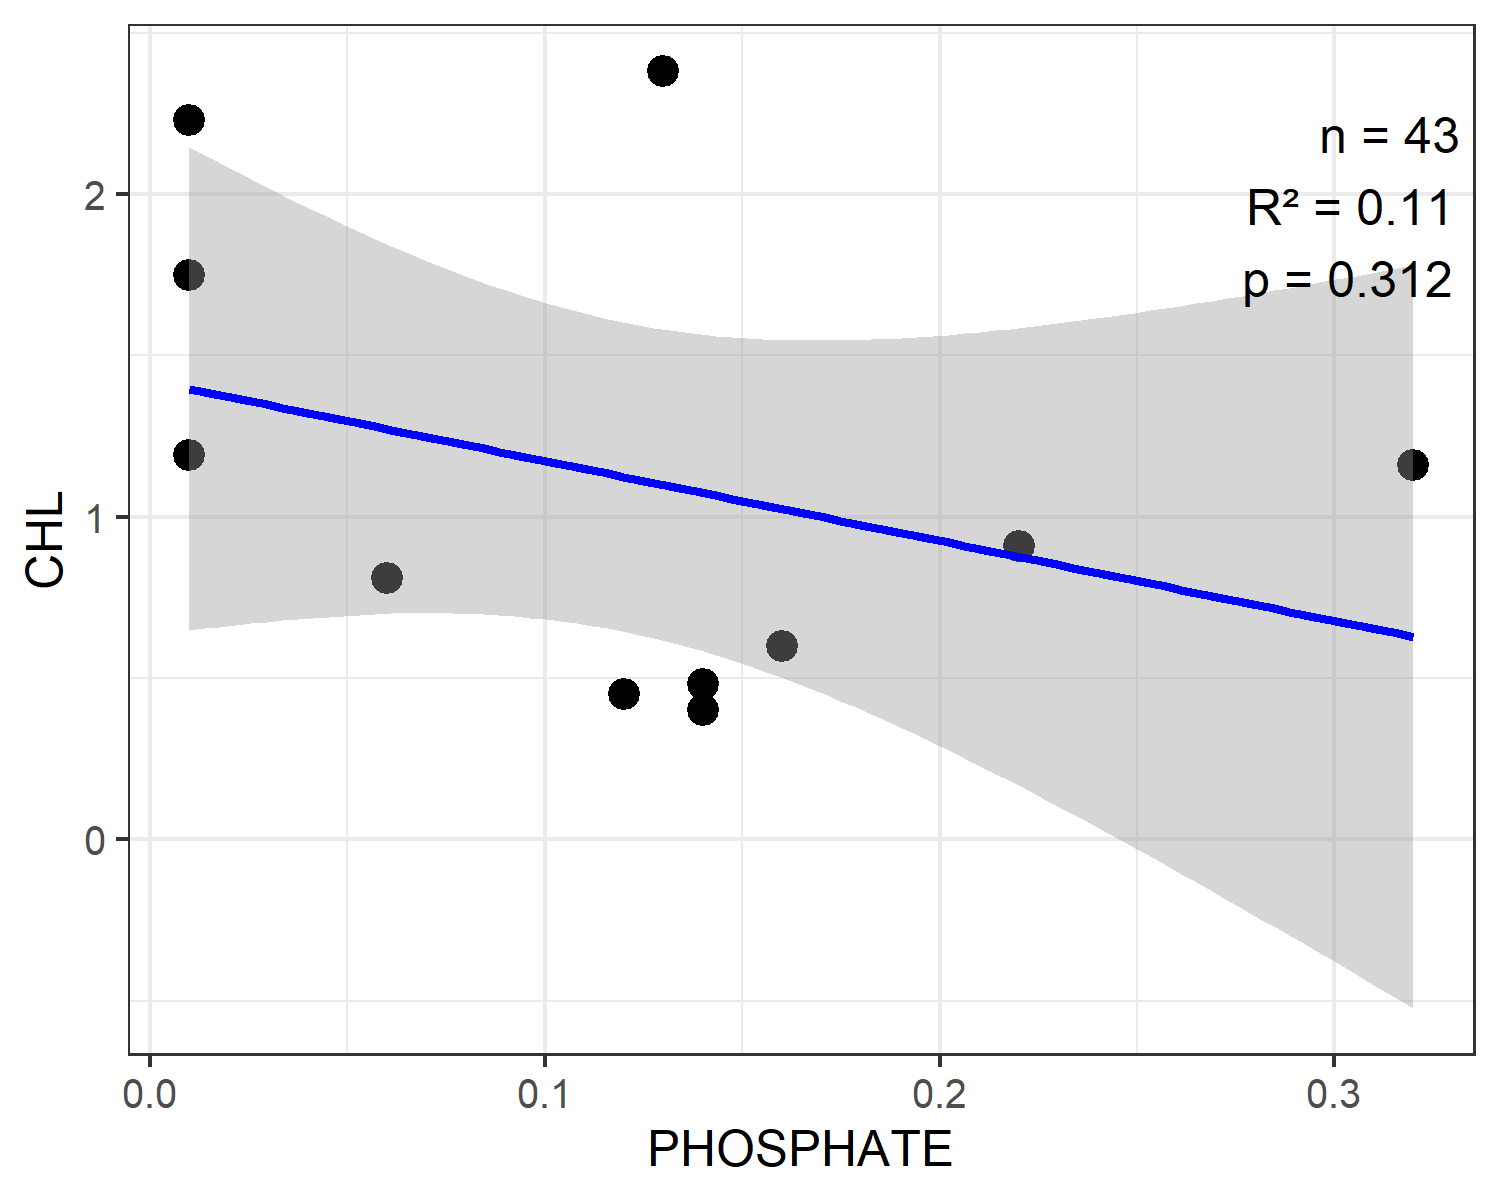 n = 43
R² = 0.11
p = 0.312
2
1
0
CHL
0.0 0.1 0.2 0.3
PHOSPHATE